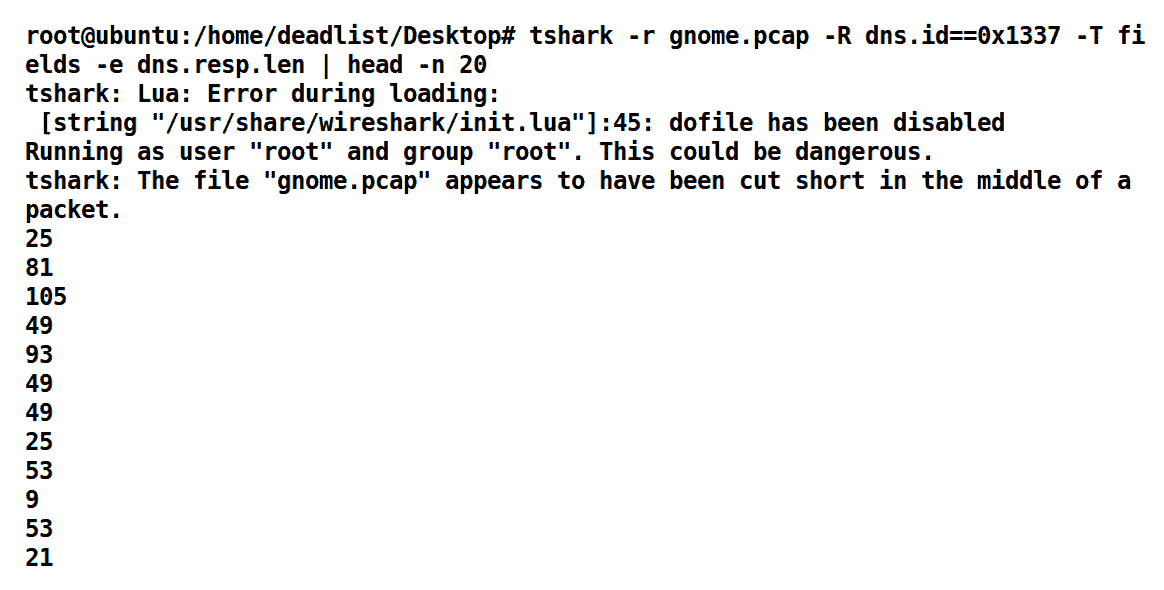 root@ubuntu:/home/deadlist/Desktop# tshark -r gnome.pcap -R dns.id==0x1337 -T fi
elds -e dns.resp.len | head -n 20
tshark: Lua: Error during loading:
 [string "/usr/share/wireshark/init.lua"]:45: dofile has been disabled
Running as user "root" and group "root". This could be dangerous.
tshark: The file "gnome.pcap" appears to have been cut short in the middle of a
packet.
25
81
105
49
93
49
49
25
53
9
53
21